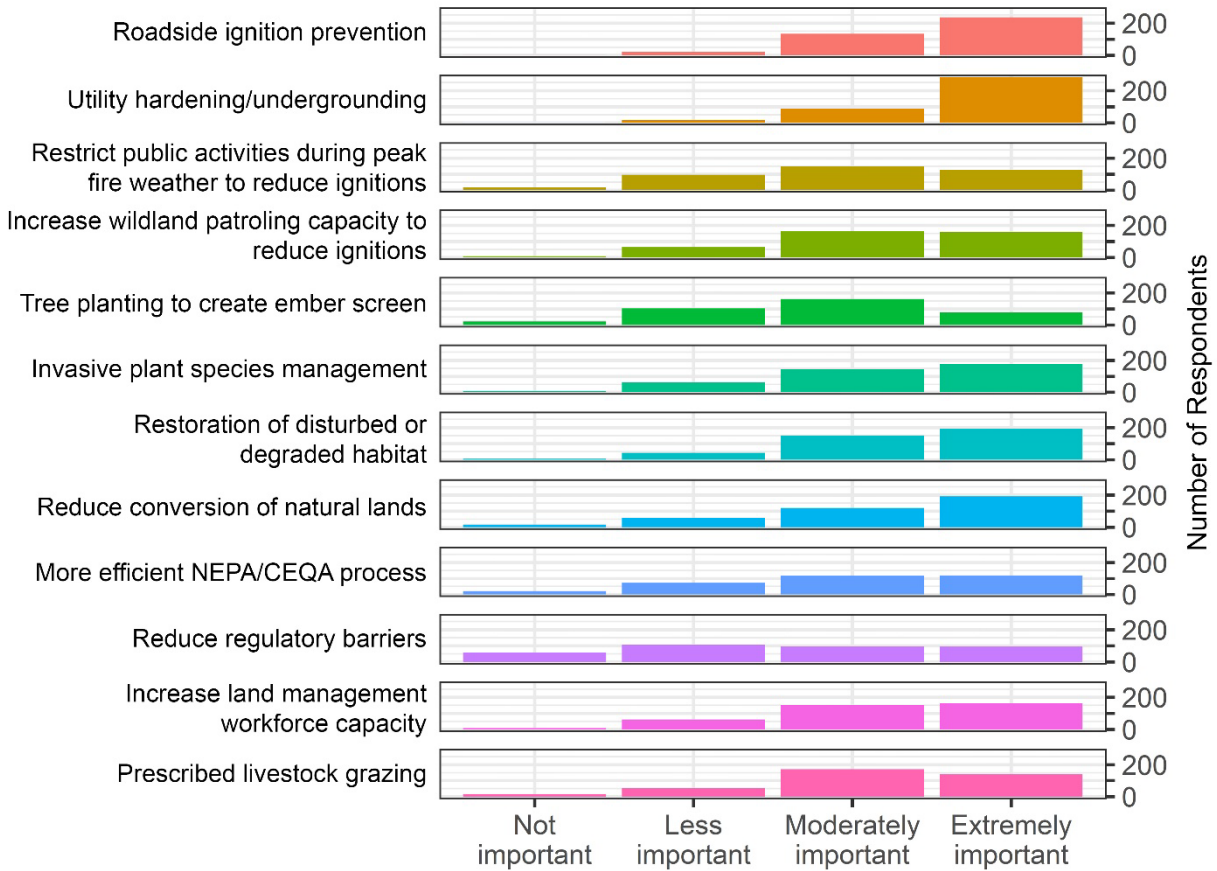 Roadside ignition prevention
200
0
Utility hardening/undergrounding
200
0
Restrict public activities during peak
fire weather to reduce ignitions
200
0
Increase wildland patroling capacity to
reduce ignitions
200
0
Tree planting to create ember screen
200
0
Invasive plant species management
200
0
Restoration of disturbed or
degraded habitat
200
0
Reduce conversion of natural lands
200
0
More efficient NEPA/CEQA process
200
0
Reduce regulatory barriers
200
0
Increase land management
workforce capacity
200
0
Prescribed livestock grazing
200
0
Number of Respondents
Not
important
Less
important
Moderately
important
Extremely
important